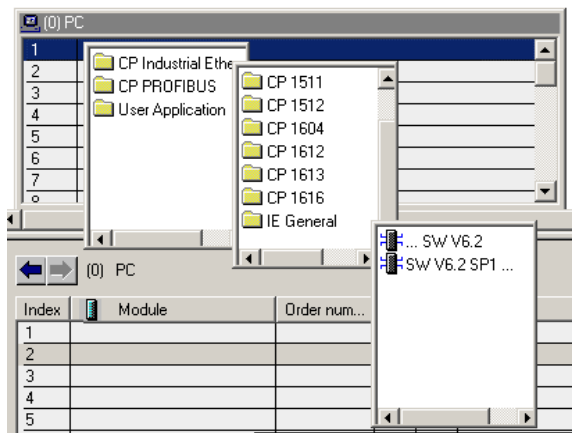 (0) PC
1
2
3
4
5
6
7
CP Industrial Ethe
CP PROFIBUS
User Application
CP 1511
CP 1512
CP 1604
CP 1612
CP 1613
CP 1616
IE General
... SW V6.2
SW V6.2 SP1 ...
(0) PC
Index Module Order num...
1
2
3
4
5